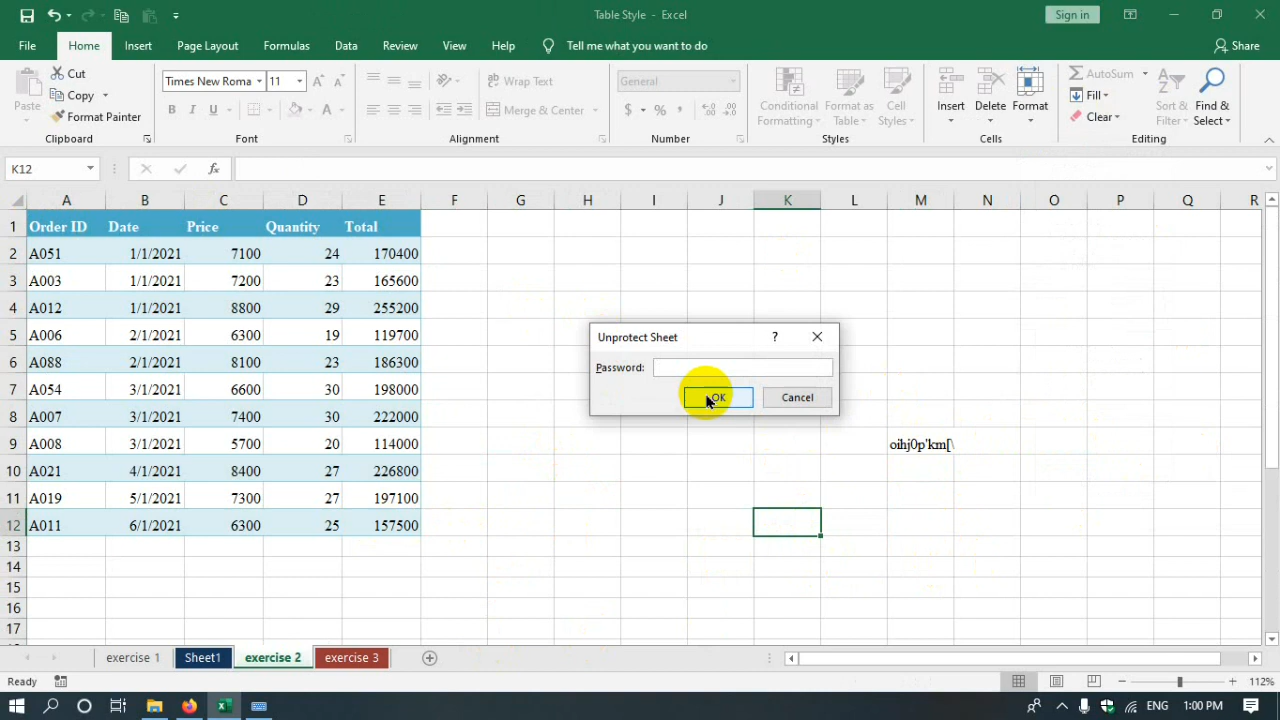 Table Style - Excel
Sign in
File Home Insert Page Layout Formulas Data Review View Help Tell me what you want to do Share
Paste
Cut
Copy
Format Painter
Times New Roma 11
B I U A
Wrap Text
Merge & Center
General
$ % ,
Conditional Formatting
Format as Table
Cell Styles
Insert
Delete
Format
AutoSum
Fill
Clear
Sort & Filter
Find & Select
Clipboard Font Alignment Number Styles Cells Editing
K12 fx
A B C D E F G H I J K L M N O P Q R
1 Order ID Date Price Quantity Total
2 A051 1/1/2021 7100 24 170400
3 A003 1/1/2021 7200 23 165600
4 A012 1/1/2021 8800 29 255200
5 A006 2/1/2021 6300 19 119700
6 A088 2/1/2021 8100 23 186300
7 A054 3/1/2021 6600 30 198000
8 A007 3/1/2021 7400 30 222000
9 A008 3/1/2021 5700 20 114000 oihj0p'km[\
10 A021 4/1/2021 8400 27 226800
11 A019 5/1/2021 7300 27 197100
12 A011 6/1/2021 6300 25 157500
13
14
15
16
17
Unprotect Sheet ?
Password:
OK Cancel
exercise 1 Sheet1 exercise 2 exercise 3
Ready 112%
ENG 1:00 PM